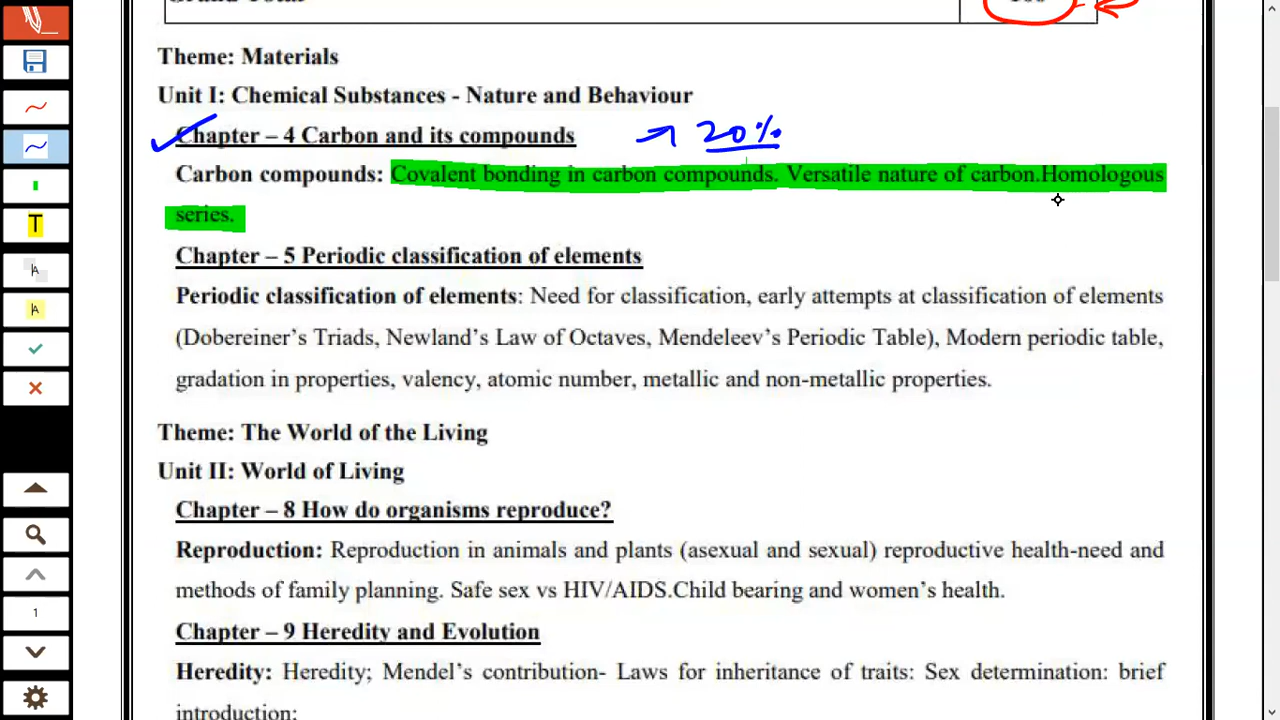 Theme: Materials
Unit I: Chemical Substances - Nature and Behaviour
Chapter – 4 Carbon and its compounds → 20%
Carbon compounds: Covalent bonding in carbon compounds. Versatile nature of carbon.Homologous
series.
Chapter – 5 Periodic classification of elements
Periodic classification of elements: Need for classification, early attempts at classification of elements
(Dobereiner’s Triads, Newland’s Law of Octaves, Mendeleev’s Periodic Table), Modern periodic table,
gradation in properties, valency, atomic number, metallic and non-metallic properties.
Theme: The World of the Living
Unit II: World of Living
Chapter – 8 How do organisms reproduce?
Reproduction: Reproduction in animals and plants (asexual and sexual) reproductive health-need and
methods of family planning. Safe sex vs HIV/AIDS.Child bearing and women’s health.
Chapter – 9 Heredity and Evolution
Heredity: Heredity; Mendel’s contribution- Laws for inheritance of traits: Sex determination: brief
introduction;
T
A
A
1